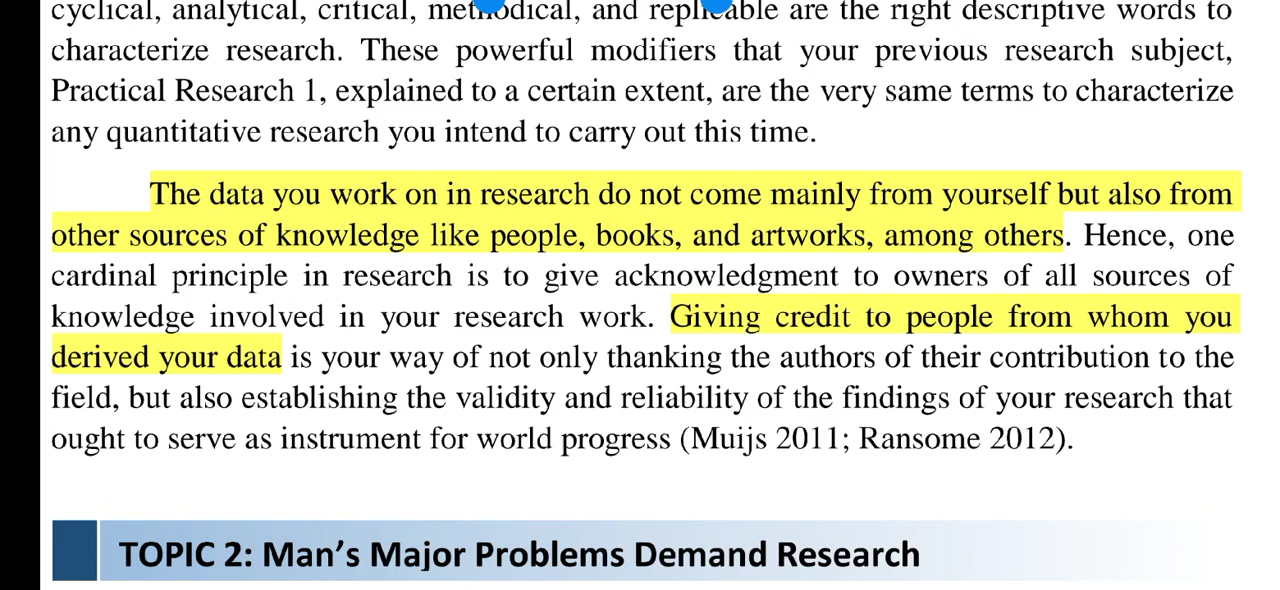 cyclical, analytical, critical, methodical, and replicable are the right descriptive words to
characterize research. These powerful modifiers that your previous research subject,
Practical Research 1, explained to a certain extent, are the very same terms to characterize
any quantitative research you intend to carry out this time.
The data you work on in research do not come mainly from yourself but also from
other sources of knowledge like people, books, and artworks, among others. Hence, one
cardinal principle in research is to give acknowledgment to owners of all sources of
knowledge involved in your research work. Giving credit to people from whom you
derived your data is your way of not only thanking the authors of their contribution to the
field, but also establishing the validity and reliability of the findings of your research that
ought to serve as instrument for world progress (Muijs 2011; Ransome 2012).
TOPIC 2: Man's Major Problems Demand Research